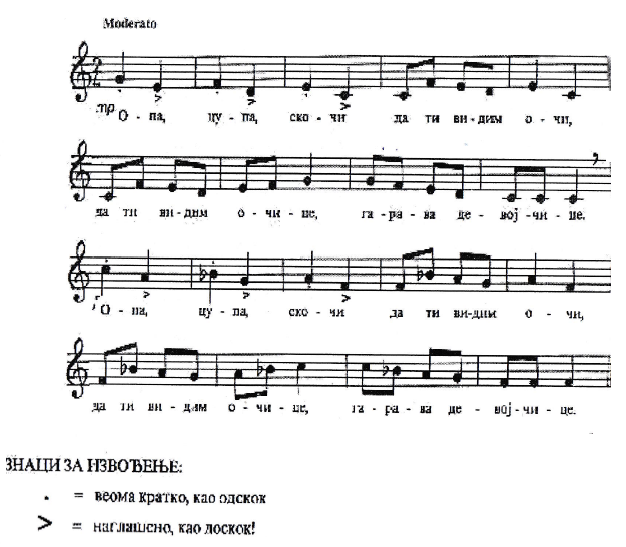 Moderato
2
mp О - па, цу - па, ско - чи да ти ви - дим о - чи,
да ти ви - дим о - чи - це, га - ра - ва де - вој - чи - це.
О - па, цу - па, ско - чи да ти ви - дим о - чи,
да ти ви - дим о - чи - це, га - ра - ва де - вој - чи - це.
ЗНАЦИ ЗА ИЗВОЂЕЊЕ:
. = веома кратко, као одскок
> = наглашено, као доскок!